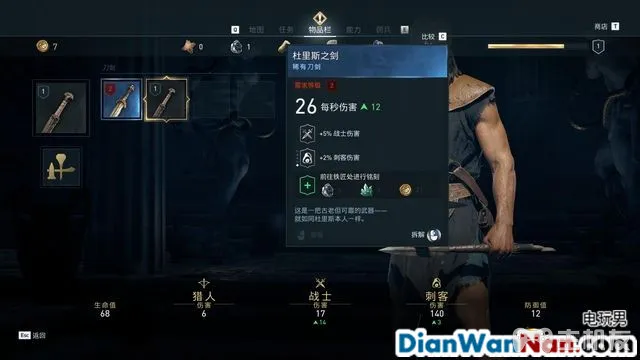 Q 地图 任务 物品栏 能力 佣兵 E
商店 T
7
0
1
比较 C
1
刀剑
1
2
1
杜里斯之剑
稀有刀剑
需求等级 2
26 每秒伤害 12
+5% 战士伤害
+2% 刺客伤害
前往铁匠处进行铭刻
这是一把古老但可靠的武器——
就如同杜里斯本人一样。
拆解
生命值
68
猎人
伤害
6
战士
伤害
17
14
刺客
伤害
140
3
防御值
12
Esc 返回
电玩男
DianWanNan.com